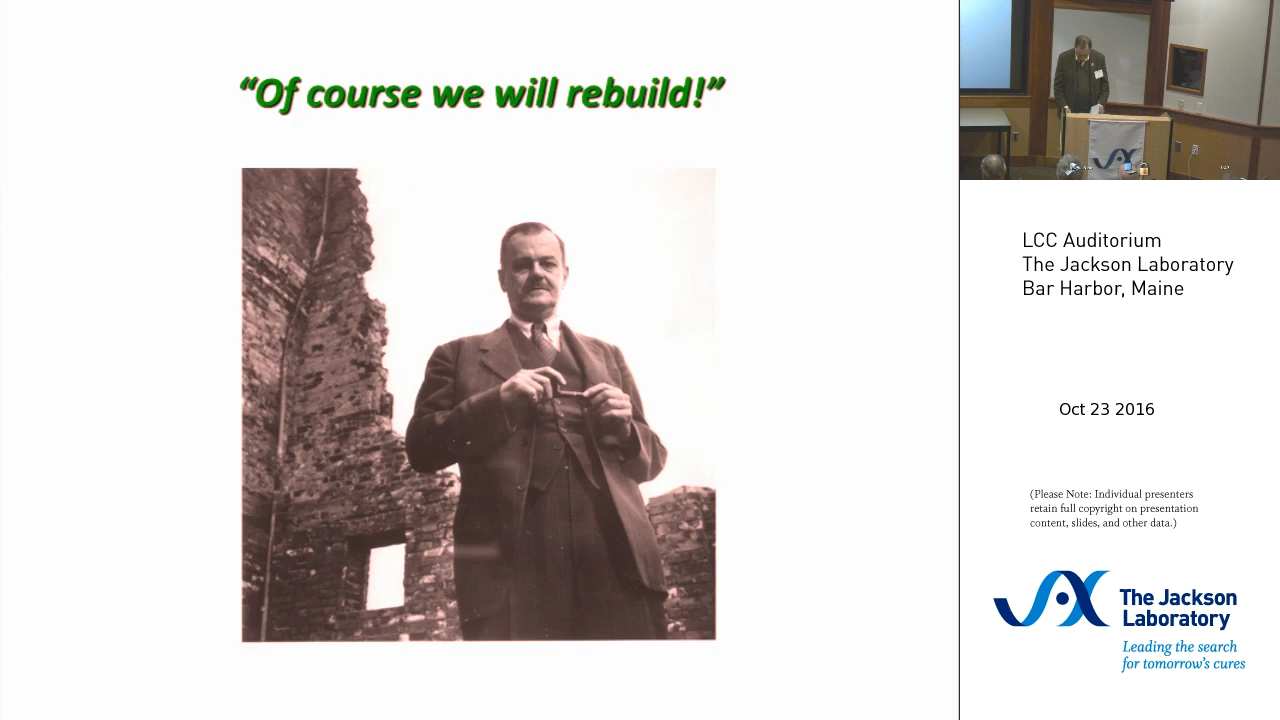 “Of course we will rebuild!”
LCC Auditorium
The Jackson Laboratory
Bar Harbor, Maine
Oct 23 2016
(Please Note: Individual presenters
retain full copyright on presentation
content, slides, and other data.)
The Jackson
Laboratory
Leading the search
for tomorrow's cures